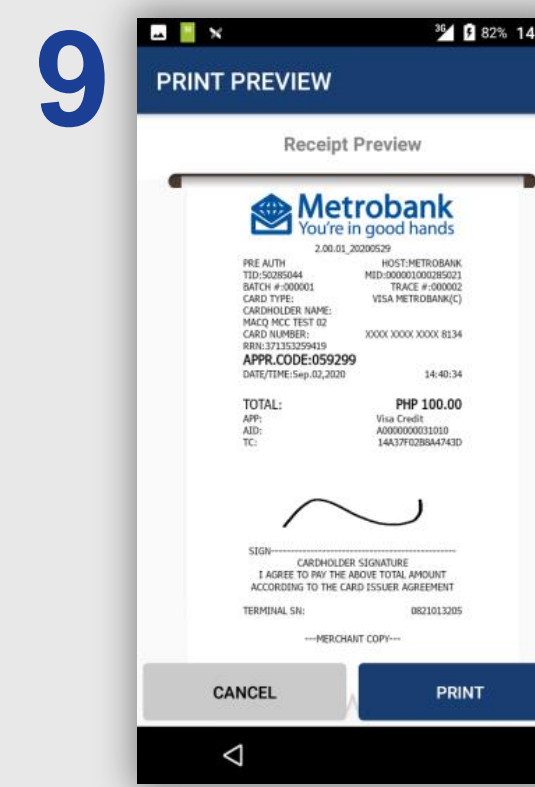 9
3G 82% 14
PRINT PREVIEW
Receipt Preview
Metrobank
You're in good hands
2.00.01_20200529
PRE AUTH HOST:METROBANK
TID:50285044 MID:000001000285021
BATCH #:000001 TRACE #:000002
CARD TYPE: VISA METROBANK(C)
CARDHOLDER NAME:
MACQ MCC TEST 02
CARD NUMBER: XXXX XXXX XXXX 8134
RRN:371353259419
APPR.CODE:059299
DATE/TIME:Sep.02,2020 14:40:34
TOTAL: PHP 100.00
APP: Visa Credit
AID: A0000000031010
TC: 14A37F02B8A4743D
SIGN
CARDHOLDER SIGNATURE
I AGREE TO PAY THE ABOVE TOTAL AMOUNT
ACCORDING TO THE CARD ISSUER AGREEMENT
TERMINAL SN: 0821013205
---MERCHANT COPY---
CANCEL PRINT